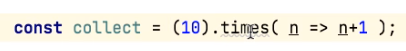 const collect = (10).times( n => n+1 );